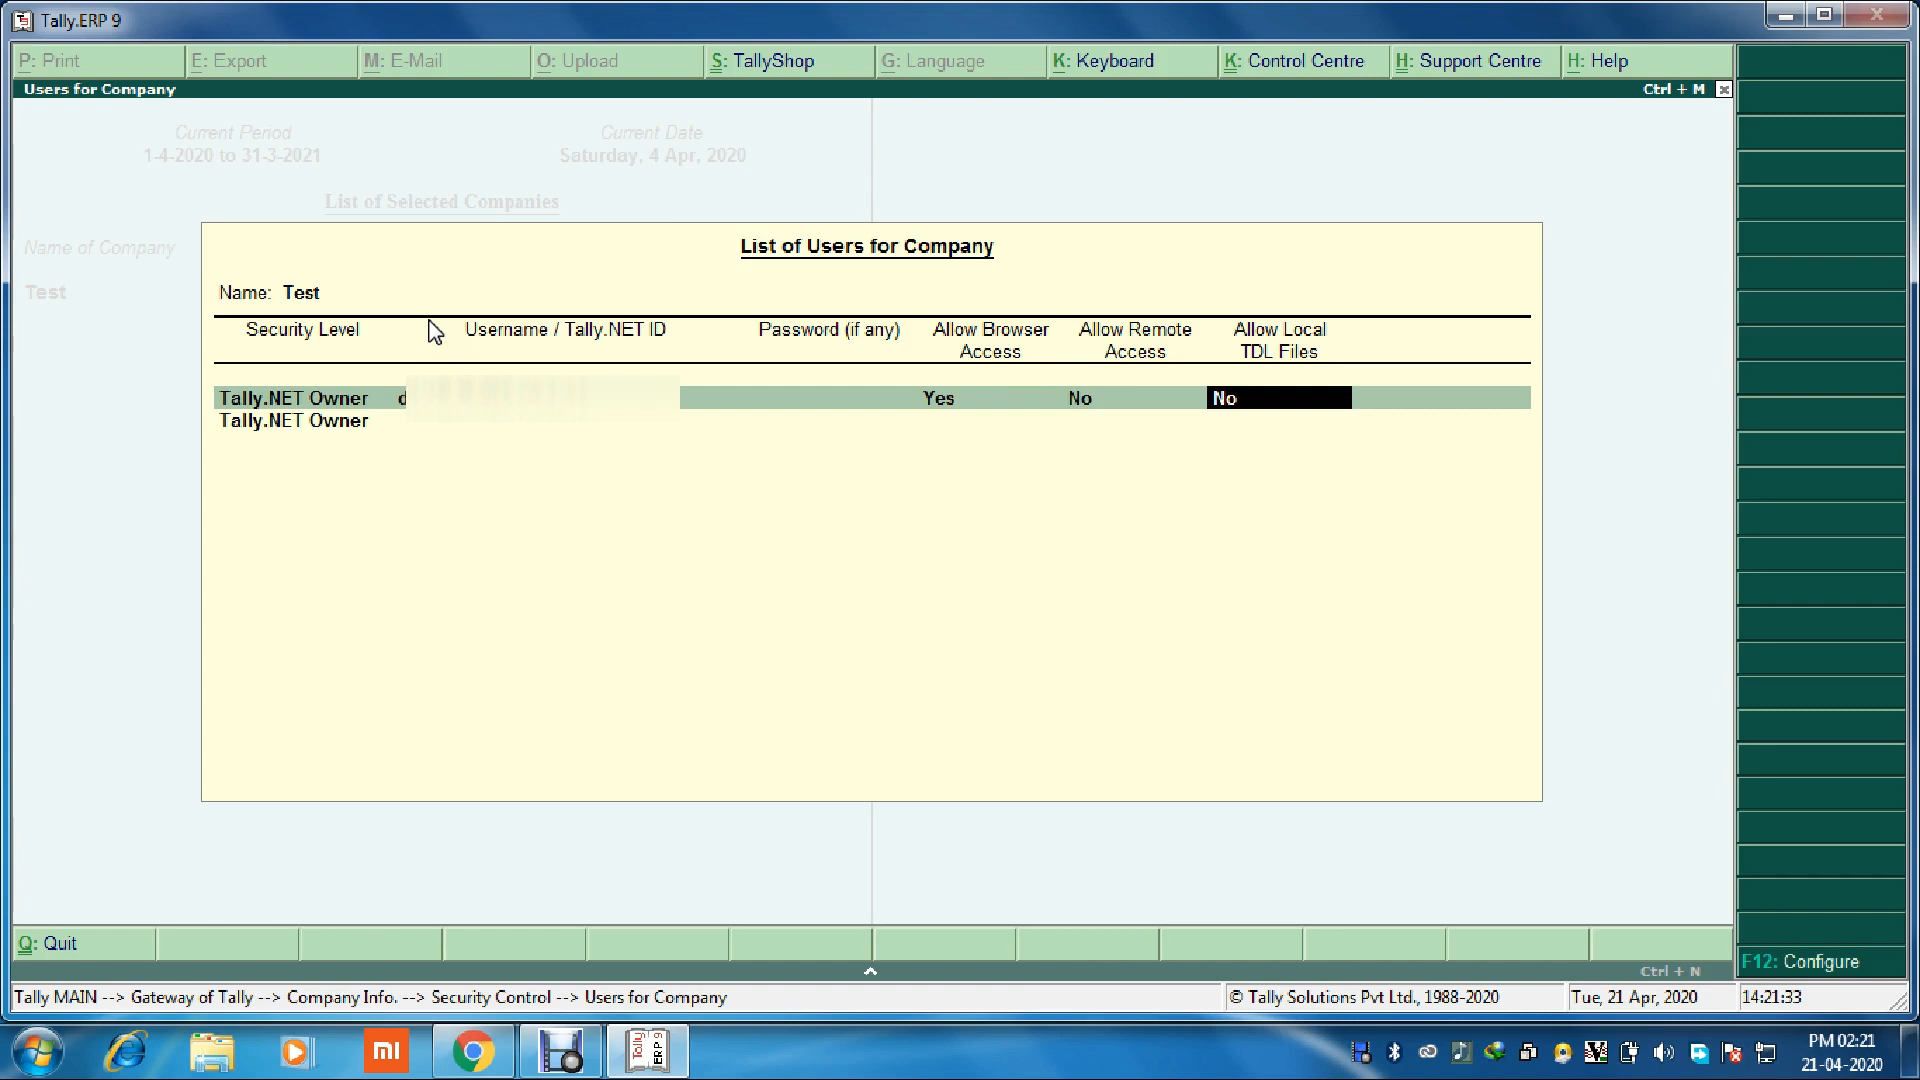 Tally.ERP 9
P: Print E: Export M: E-Mail O: Upload S: TallyShop G: Language K: Keyboard K: Control Centre H: Support Centre H: Help
Users for Company Ctrl + M
Current Period Current Date
1-4-2020 to 31-3-2021 Saturday, 4 Apr, 2020
List of Selected Companies
Name of Company
Test
List of Users for Company
Name: Test
Security Level Username / Tally.NET ID Password (if any) Allow Browser Access Allow Remote Access Allow Local TDL Files
Tally.NET Owner d Yes No No
Tally.NET Owner
Q: Quit
Ctrl + N
F12: Configure
Tally MAIN --> Gateway of Tally --> Company Info. --> Security Control --> Users for Company © Tally Solutions Pvt Ltd., 1988-2020 Tue, 21 Apr, 2020 14:21:33
mi
Tally ERP 9
PM 02:21
21-04-2020